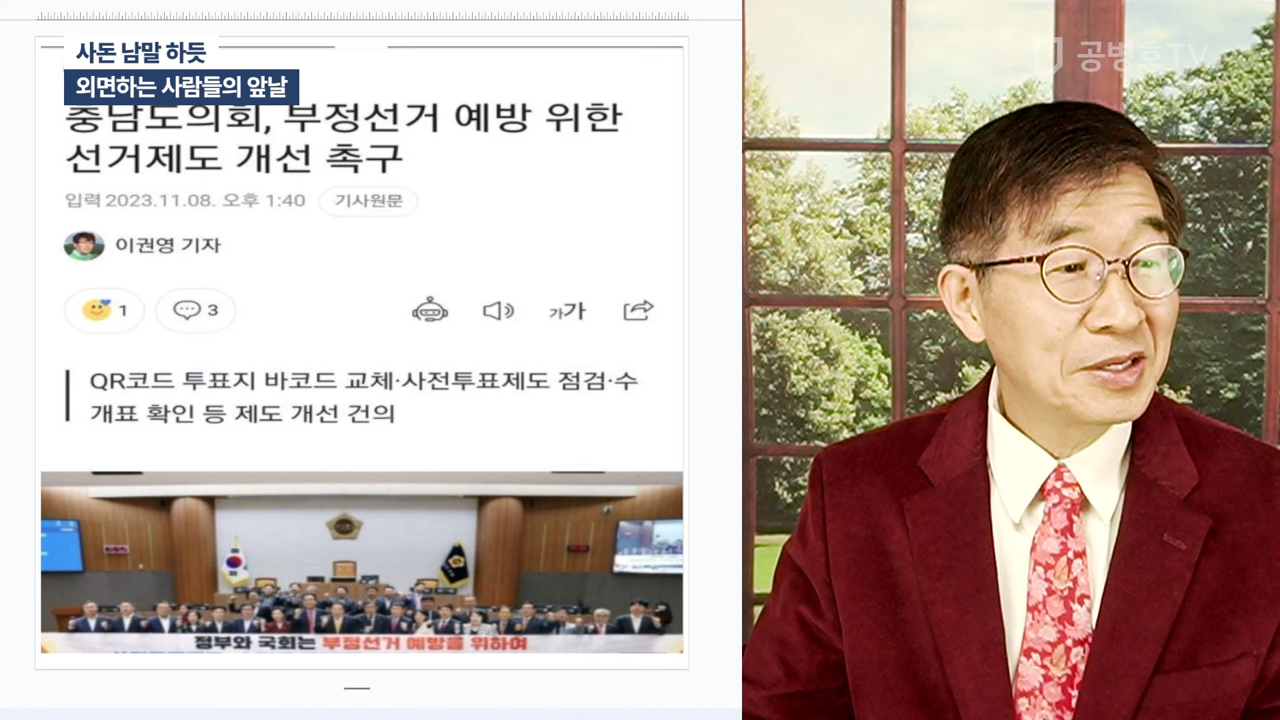 사돈 남말 하듯
외면하는 사람들의 앞날
공병호TV
충남도의회, 부정선거 예방 위한
선거제도 개선 촉구
입력 2023.11.08. 오후 1:40 기사원문
이권영 기자
1 3 가가
QR코드 투표지 바코드 교체·사전투표제도 점검·수
개표 확인 등 제도 개선 건의
정부와 국회는 부정선거 예방을 위하여